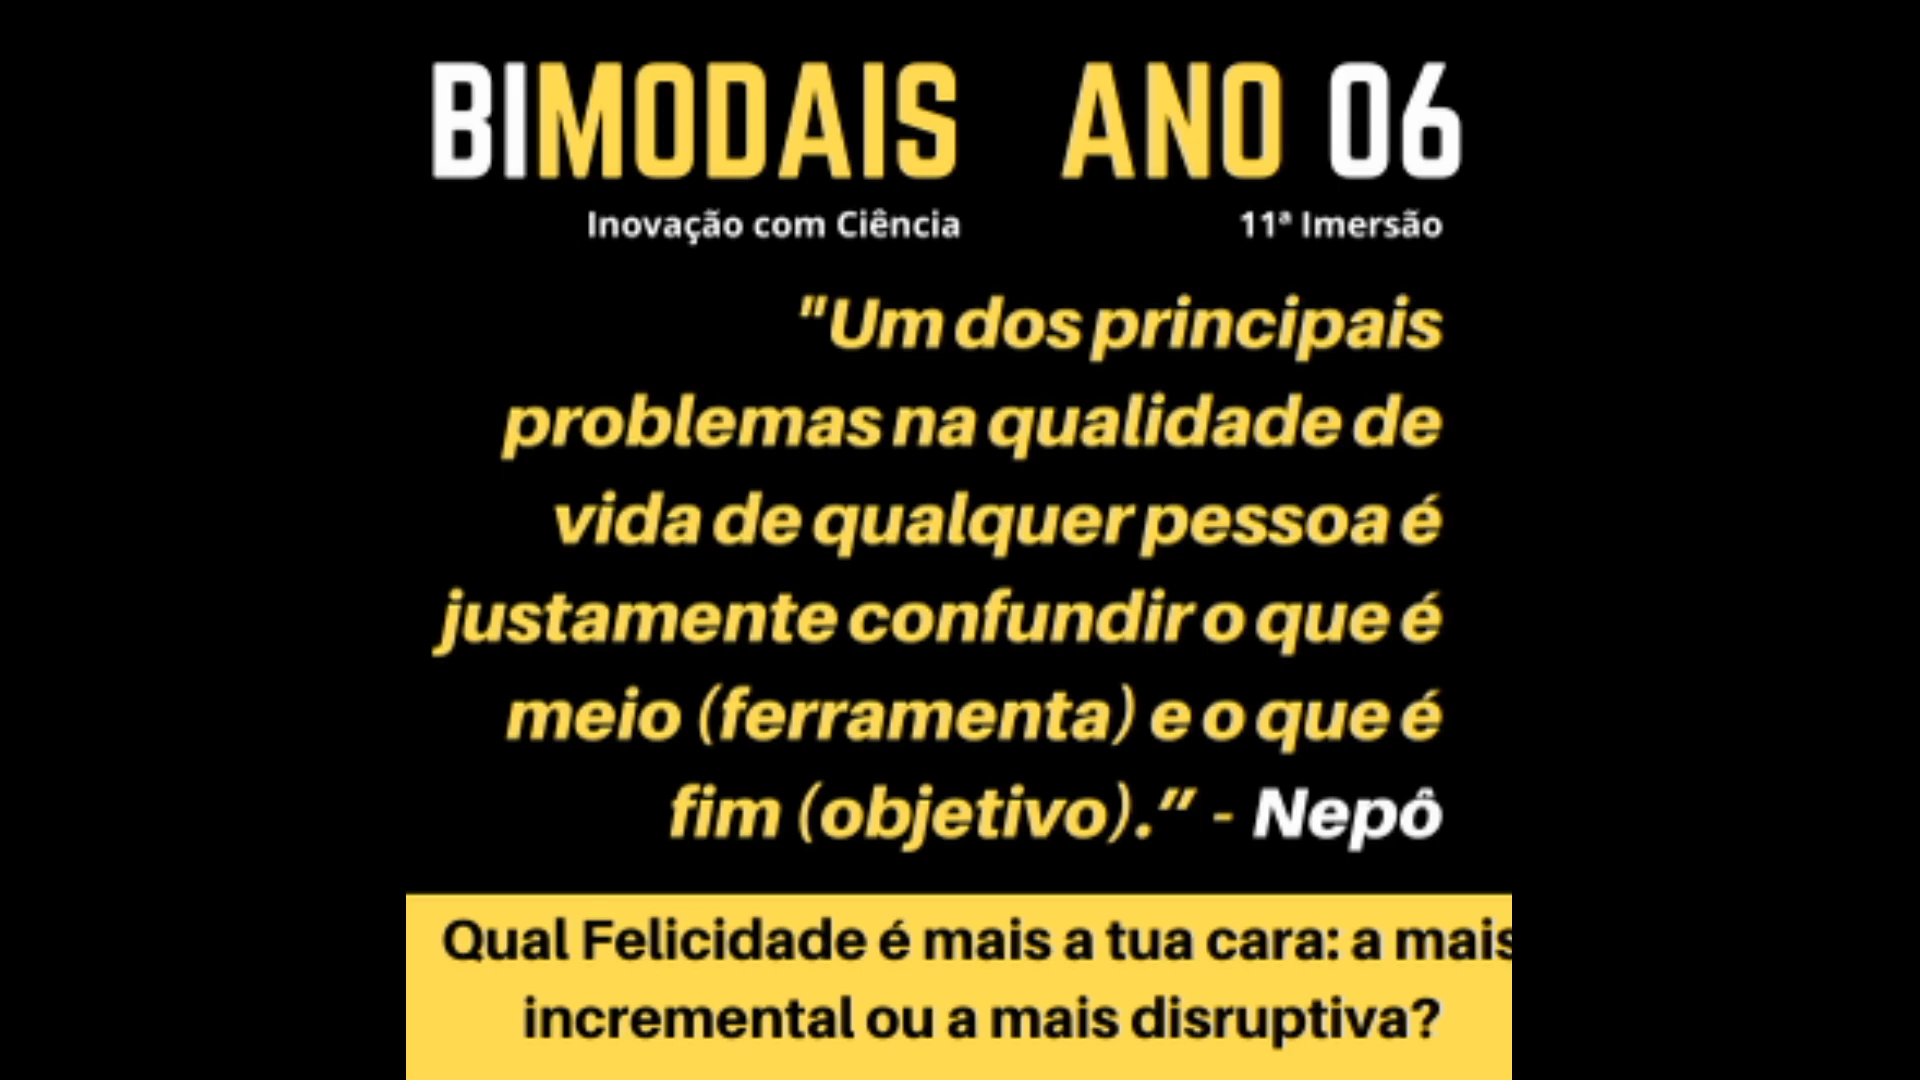 BIMODAIS ANO 06
Inovação com Ciência 11ª Imersão
"Um dos principais
problemas na qualidade de
vida de qualquer pessoa é
justamente confundir o que é
meio (ferramenta) e o que é
fim (objetivo).” - Nepô
Qual Felicidade é mais a tua cara: a mais
incremental ou a mais disruptiva?